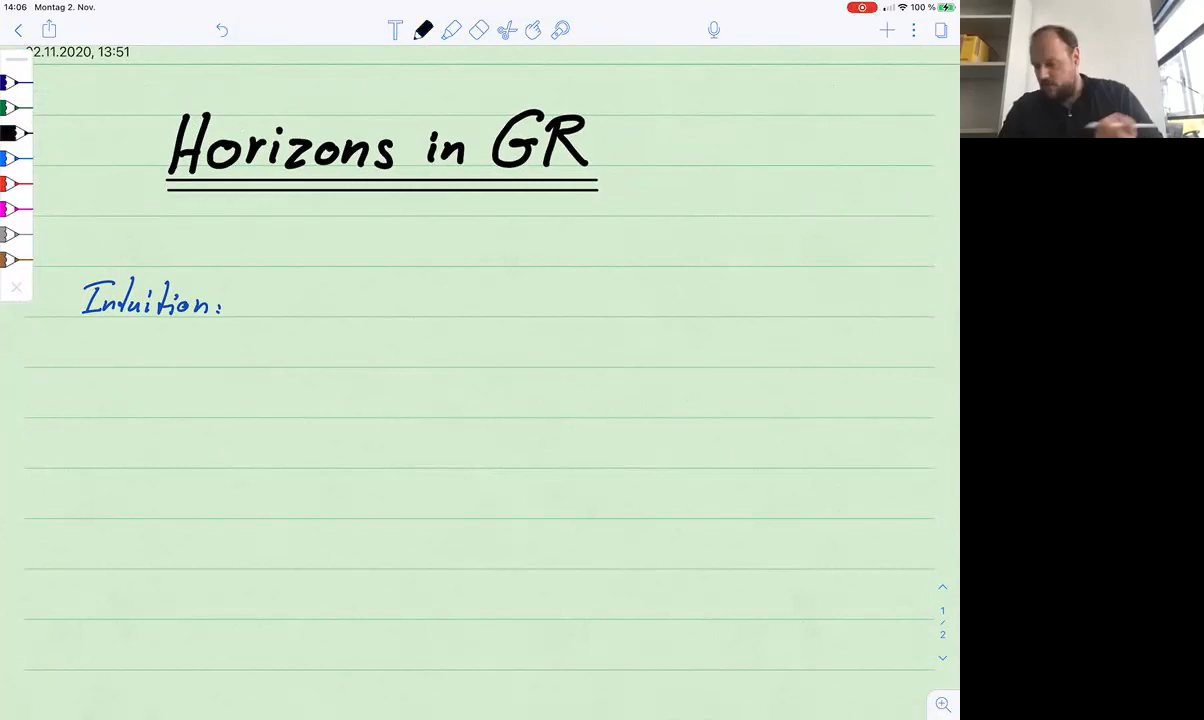 14:06 Montag 2. Nov. 100 %
02.11.2020, 13:51
Horizons in GR
Intuition:
1
/
2